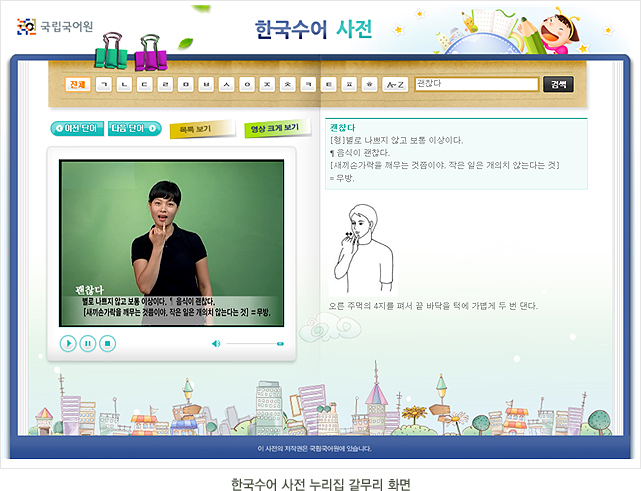 국립국어원
한국수어 사전
전체 ㄱ ㄴ ㄷ ㄹ ㅁ ㅂ ㅅ ㅇ ㅈ ㅊ ㅋ ㅌ ㅍ ㅎ A~Z 괜찮다 검색
이전 단어 다음 단어 목록 보기 영상 크게 보기
괜찮다
[형]별로 나쁘지 않고 보통 이상이다.
¶ 음식이 괜찮다.
[새끼손가락을 깨무는 것쯤이야. 작은 일은 개의치 않는다는 것]
= 무방.
괜찮다
별로 나쁘지 않고 보통 이상이다. ¶ 음식이 괜찮다.
[새끼손가락을 깨무는 것쯤이야. 작은 일은 개의치 않는다는 것] = 무방.
오른 주먹의 4지를 펴서 끝 바닥을 턱에 가볍게 두 번 댄다.
이 사전의 저작권은 국립국어원에 있습니다.
한국수어 사전 누리집 갈무리 화면